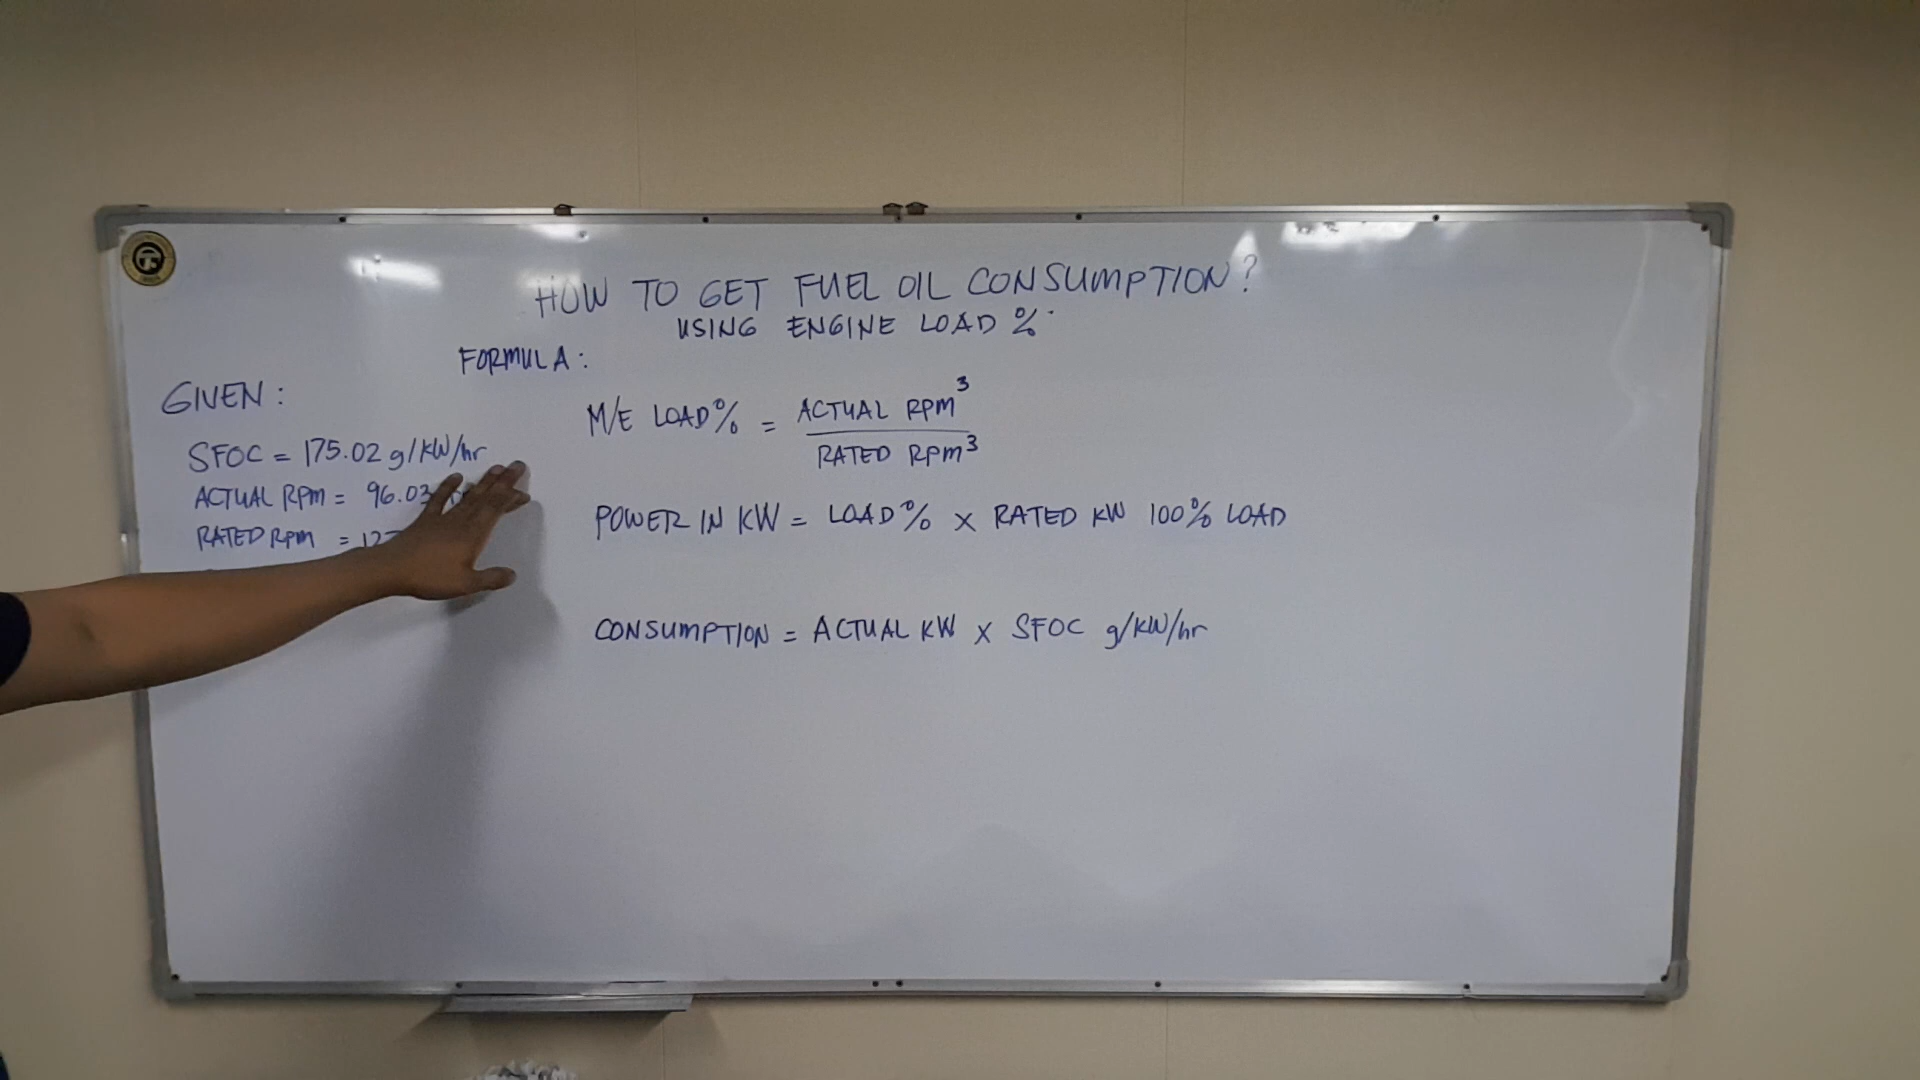 HOW TO GET FUEL OIL CONSUMPTION?
USING ENGINE LOAD %
FORMULA:
GIVEN:
SFOC = 175.02 g/KW/hr
ACTUAL RPM = 96.03
RATED RPM =
M/E LOAD% = ACTUAL RPM³
RATED RPM³
POWER IN KW = LOAD% x RATED KW 100% LOAD
CONSUMPTION = ACTUAL KW x SFOC g/KW/hr